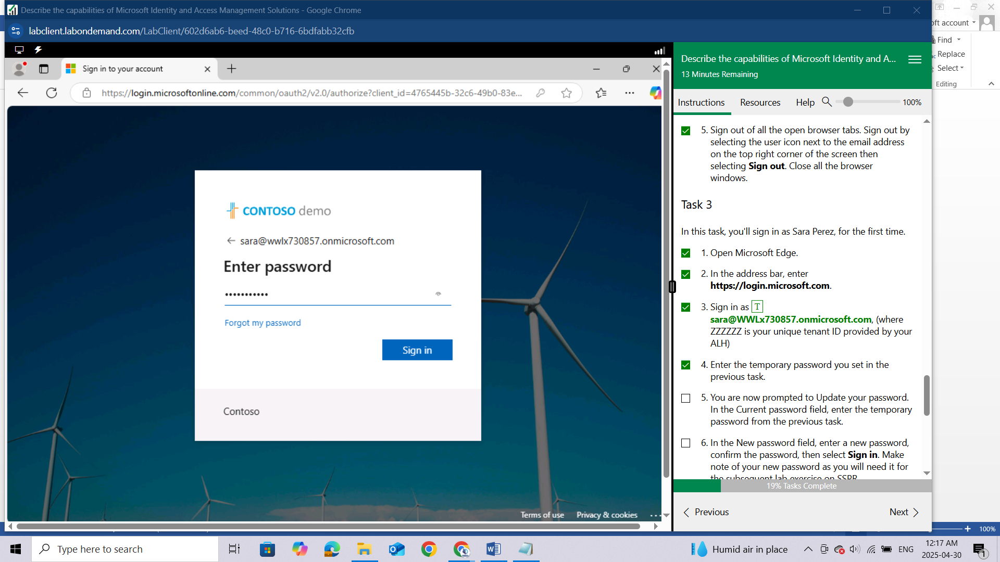 Describe the capabilities of Microsoft Identity and Access Management Solutions - Google Chrome
labclient.labondemand.com/LabClient/602d6ab6-beed-48c0-b716-6bdfabb32cfb
Sign in to your account
https://login.microsoftonline.com/common/oauth2/v2.0/authorize?client_id=4765445b-32c6-49b0-83e...
CONTOSO demo
sara@wwlx730857.onmicrosoft.com
Enter password
•••••••••••
Forgot my password
Sign in
Contoso
Terms of use
Privacy & cookies
...
Describe the capabilities of Microsoft Identity and A...
13 Minutes Remaining
Instructions
Resources
Help
100%
5. Sign out of all the open browser tabs. Sign out by
selecting the user icon next to the email address
on the top right corner of the screen then
selecting Sign out. Close all the browser
windows.
Task 3
In this task, you'll sign in as Sara Perez, for the first time.
1. Open Microsoft Edge.
2. In the address bar, enter
https://login.microsoft.com.
3. Sign in as T
sara@WWLx730857.onmicrosoft.com, (where
ZZZZZZ is your unique tenant ID provided by your
ALH)
4. Enter the temporary password you set in the
previous task.
5. You are now prompted to Update your password.
In the Current password field, enter the temporary
password from the previous task.
6. In the New password field, enter a new password,
confirm the password, then select Sign in. Make
note of your new password as you will need it for
the subsequent lab exercise on SSPR
19% Tasks Complete
Previous
Next
account
Find
Replace
Select
Editing
100%
Type here to search
Humid air in place
ENG
12:17 AM
2025-04-30
1